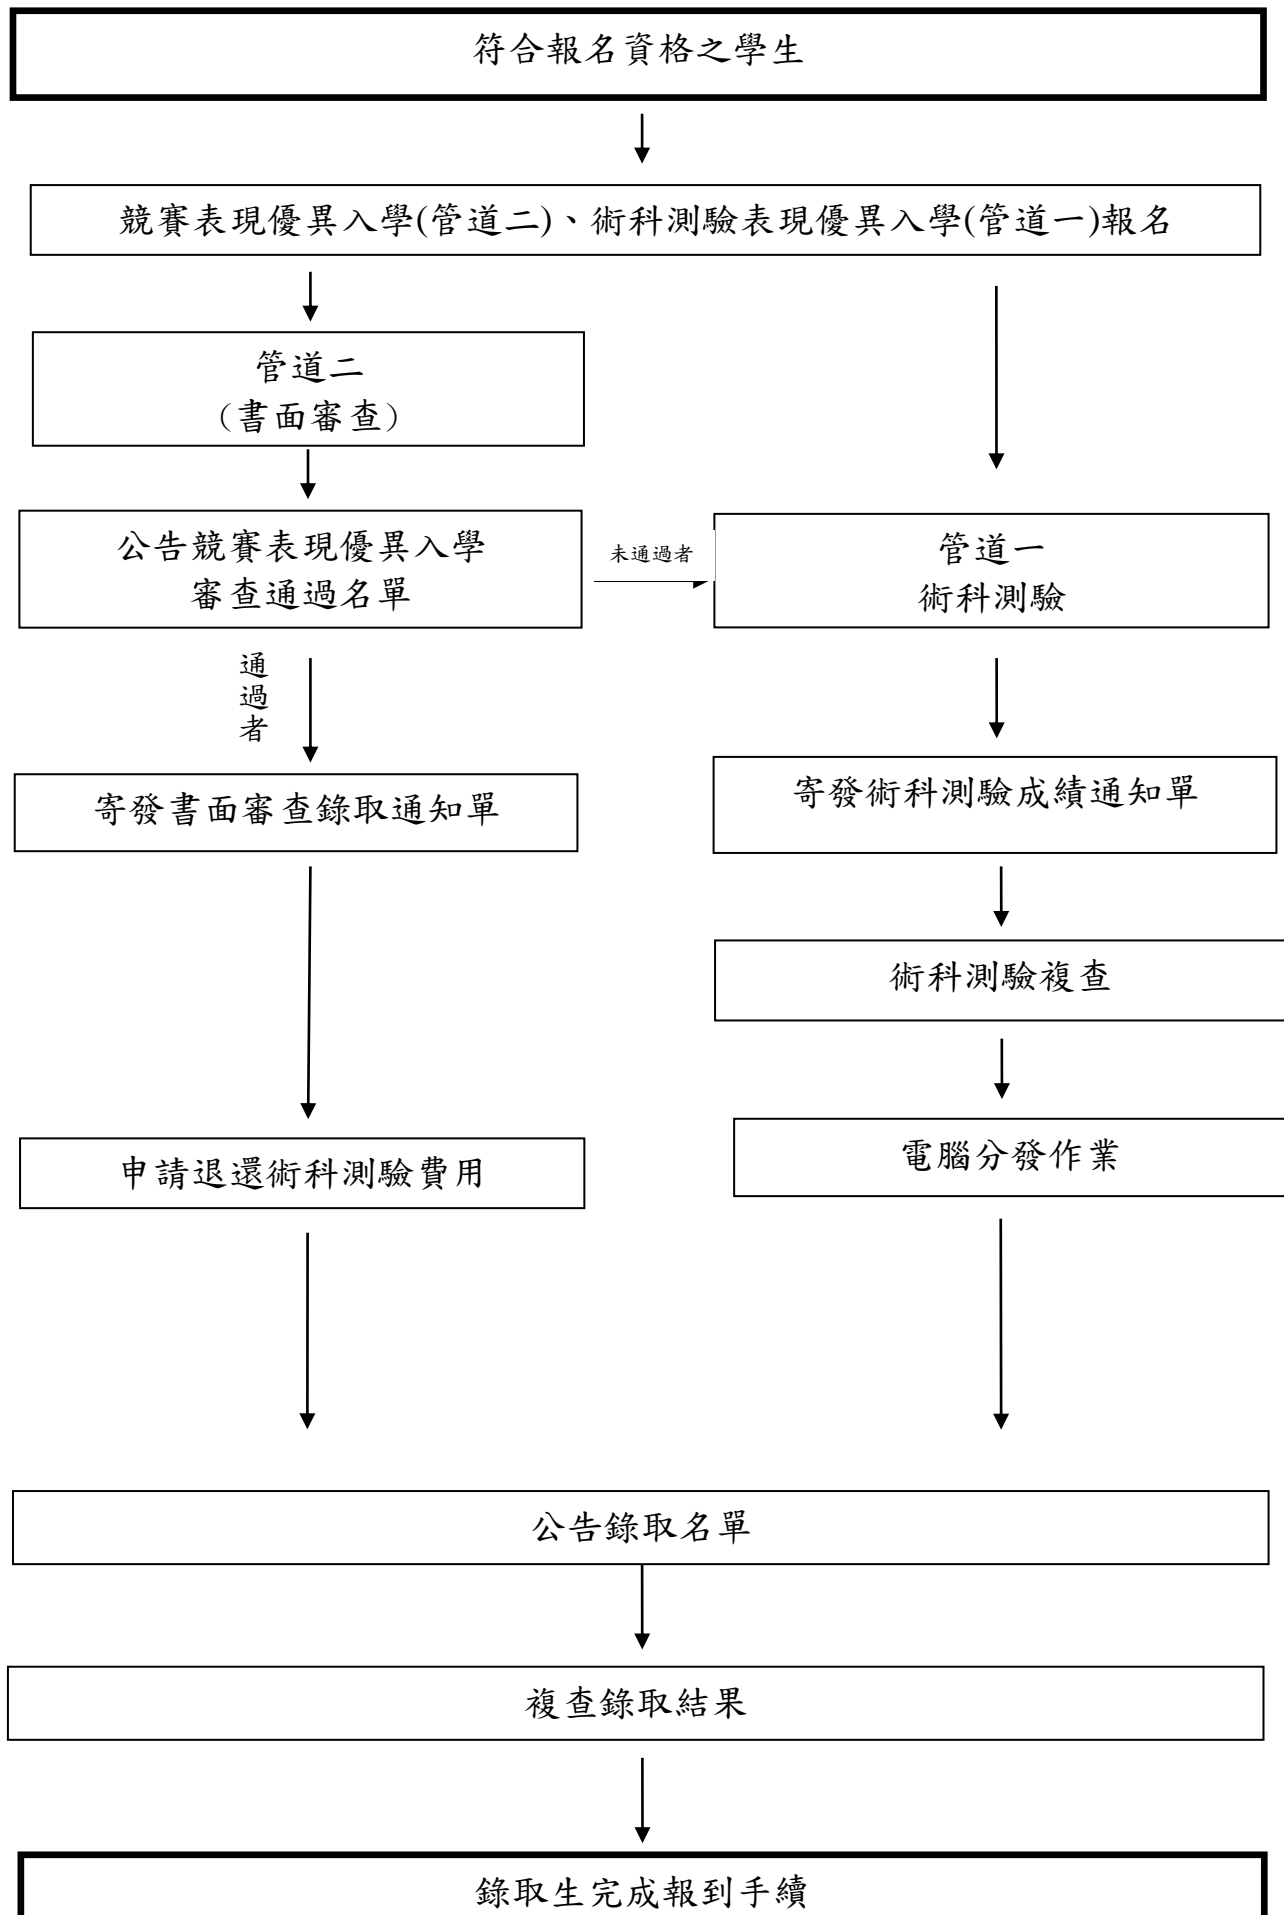 符合報名資格之學生
競賽表現優異入學(管道二)、術科測驗表現優異入學(管道一)報名
管道二
（書面審查）
公告競賽表現優異入學
審查通過名單
未通過者
管道一
術科測驗
通過者
寄發書面審查錄取通知單
寄發術科測驗成績通知單
術科測驗複查
申請退還術科測驗費用
電腦分發作業
公告錄取名單
複查錄取結果
錄取生完成報到手續